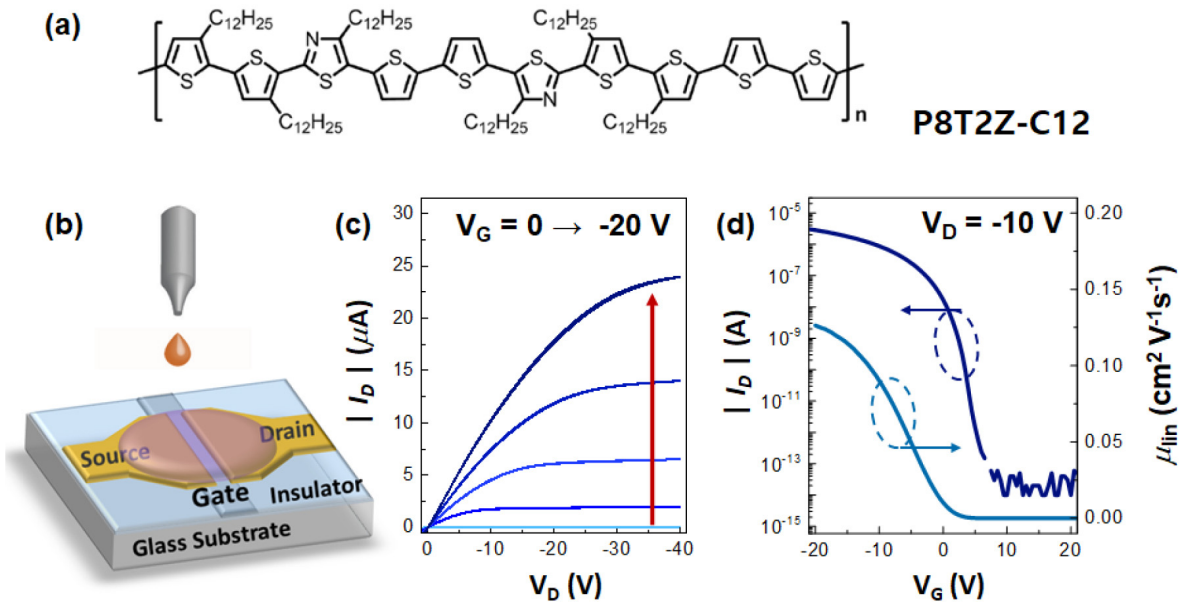 (a)
C12H25 C12H25 C12H25
N S S S S S
S S S N S S
C12H25 C12H25 C12H25
n
P8T2Z-C12
(b)
Source
Drain
Gate
Insulator
Glass Substrate
(c)
VG = 0 → -20 V
30
25
20
15
10
5
0
| ID | (μA)
0 -10 -20 -30 -40
VD (V)
(d)
VD = -10 V
10-5
10-7
10-9
10-11
10-13
10-15
| ID | (A)
0.20
0.15
0.10
0.05
0.00
μlin (cm2 V-1s-1)
-20 -10 0 10 20
VG (V)